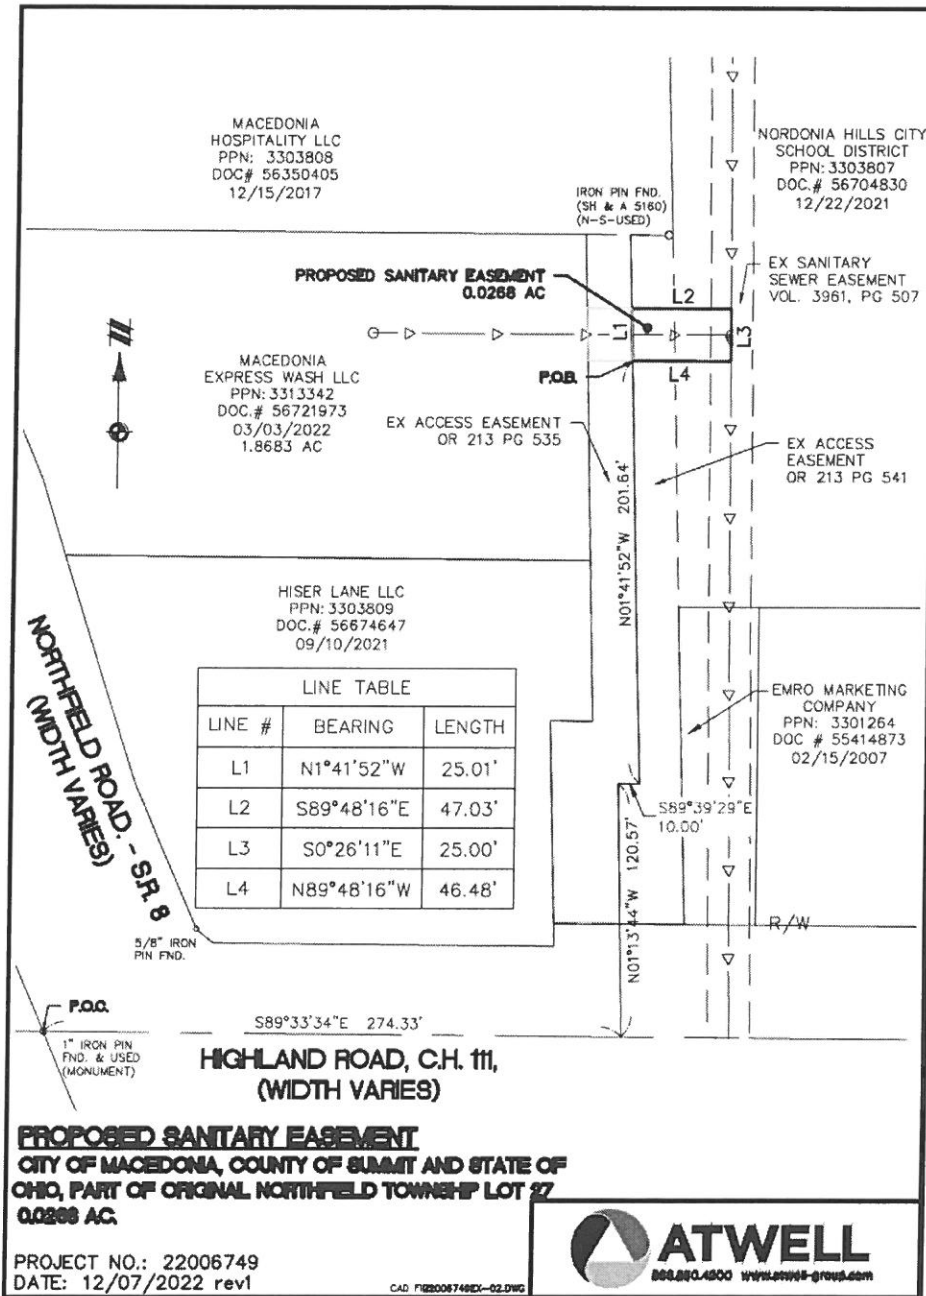 MACEDONIA
HOSPITALITY LLC
PPN: 3303808
DOC# 56350405
12/15/2017
NORDONIA HILLS CITY
SCHOOL DISTRICT
PPN: 3303807
DOC.# 56704830
12/22/2021
IRON PIN FND.
(SH & A 5160)
(N-S-USED)
EX SANITARY
SEWER EASEMENT
VOL. 3961, PG 507
PROPOSED SANITARY EASEMENT
0.0268 AC
L2
L1
L3
L4
P.O.B.
MACEDONIA
EXPRESS WASH LLC
PPN: 3313342
DOC.# 56721973
03/03/2022
1.8683 AC
EX ACCESS EASEMENT
OR 213 PG 535
EX ACCESS
EASEMENT
OR 213 PG 541
N01°41'52"W 201.64'
HISER LANE LLC
PPN: 3303809
DOC.# 56674647
09/10/2021
LINE TABLE
LINE # BEARING LENGTH
L1 N1°41'52"W 25.01'
L2 S89°48'16"E 47.03'
L3 S0°26'11"E 25.00'
L4 N89°48'16"W 46.48'
EMRO MARKETING
COMPANY
PPN: 3301264
DOC # 55414873
02/15/2007
S89°39'29"E
10.00'
N01°13'44"W 120.57'
R/W
NORTHFIELD ROAD. - S.R. 8
(WIDTH VARIES)
5/8" IRON
PIN FND.
P.O.C.
1" IRON PIN
FND. & USED
(MONUMENT)
S89°33'34"E 274.33'
HIGHLAND ROAD, C.H. 111,
(WIDTH VARIES)
PROPOSED SANITARY EASEMENT
CITY OF MACEDONIA, COUNTY OF SUMMIT AND STATE OF
OHIO, PART OF ORIGINAL NORTHFIELD TOWNSHIP LOT 27
0.0268 AC.
PROJECT NO.: 22006749
DATE: 12/07/2022 rev1
CAD
ATWELL
866.850.4200 www.atwell-group.com